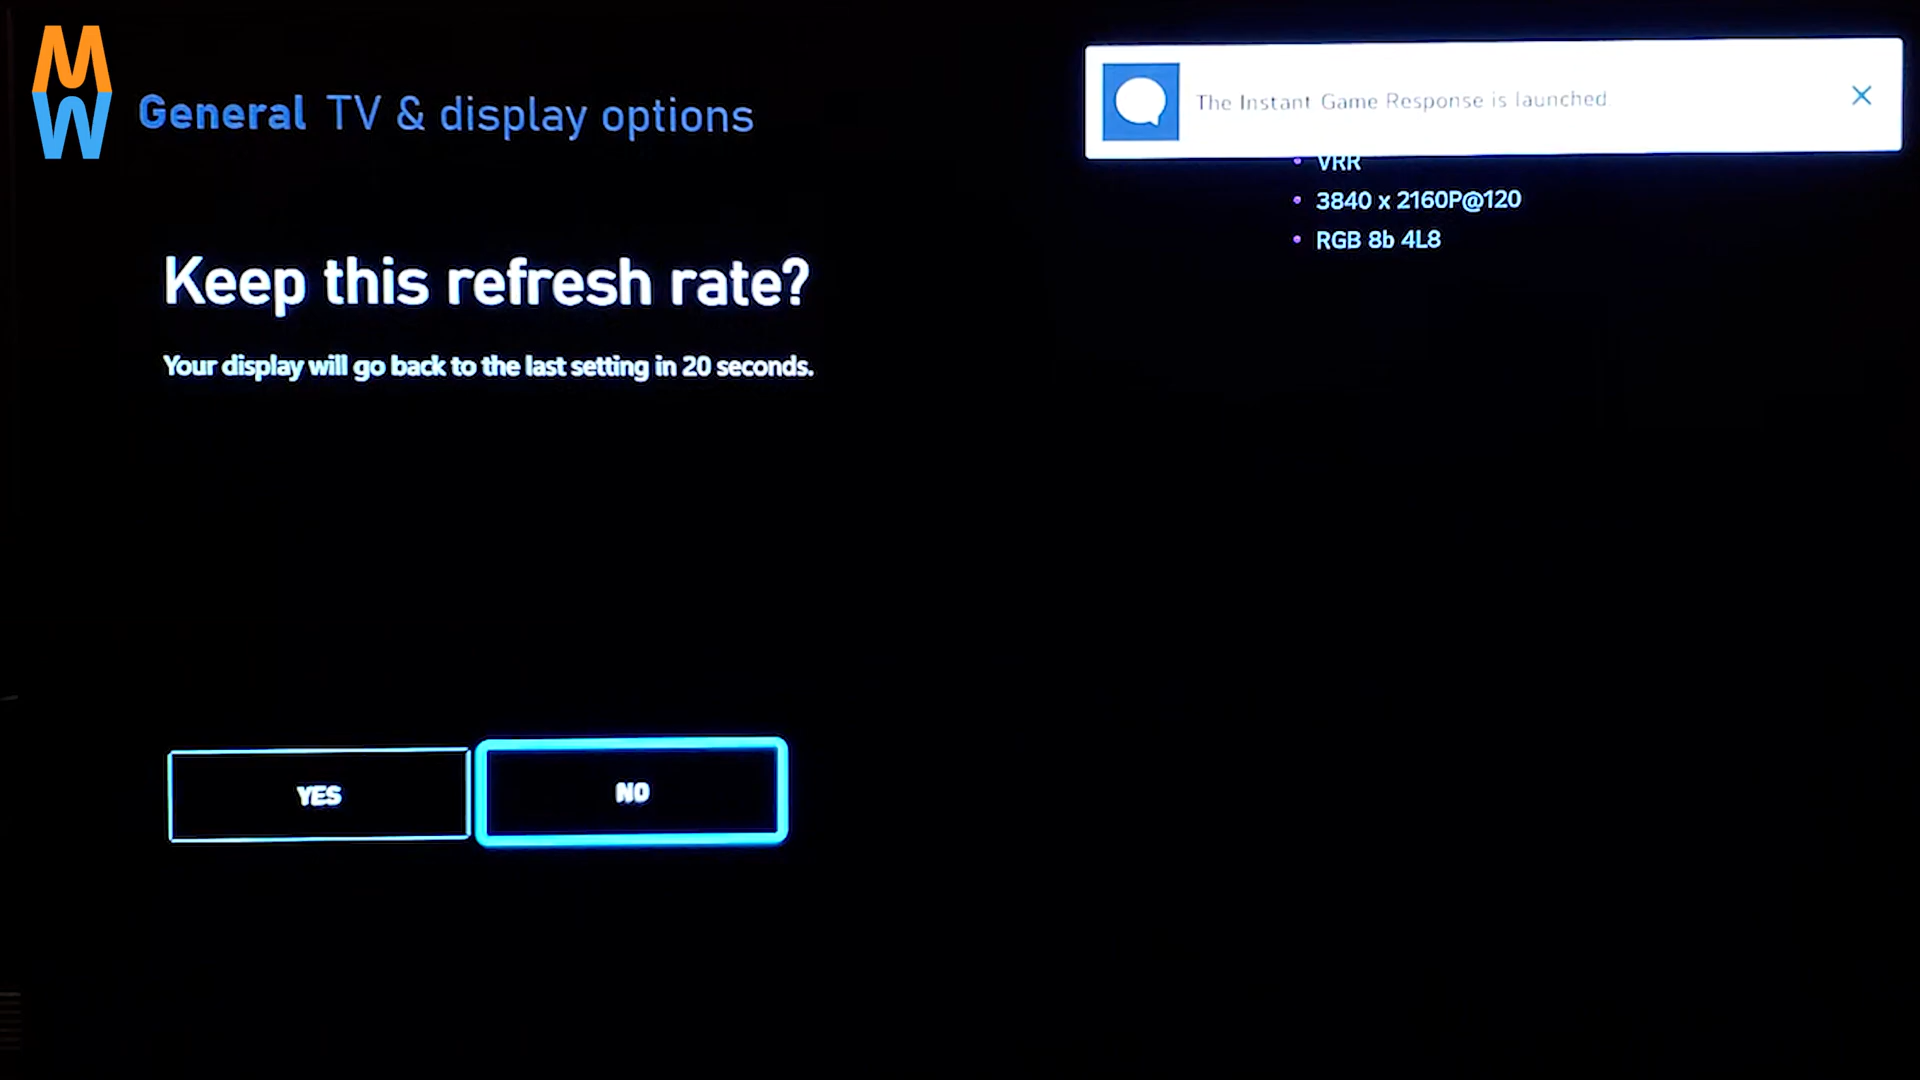 MW
General TV & display options
The Instant Game Response is launched.
VRR
3840 x 2160P@120
RGB 8b 4L8
Keep this refresh rate?
Your display will go back to the last setting in 20 seconds.
YES
NO